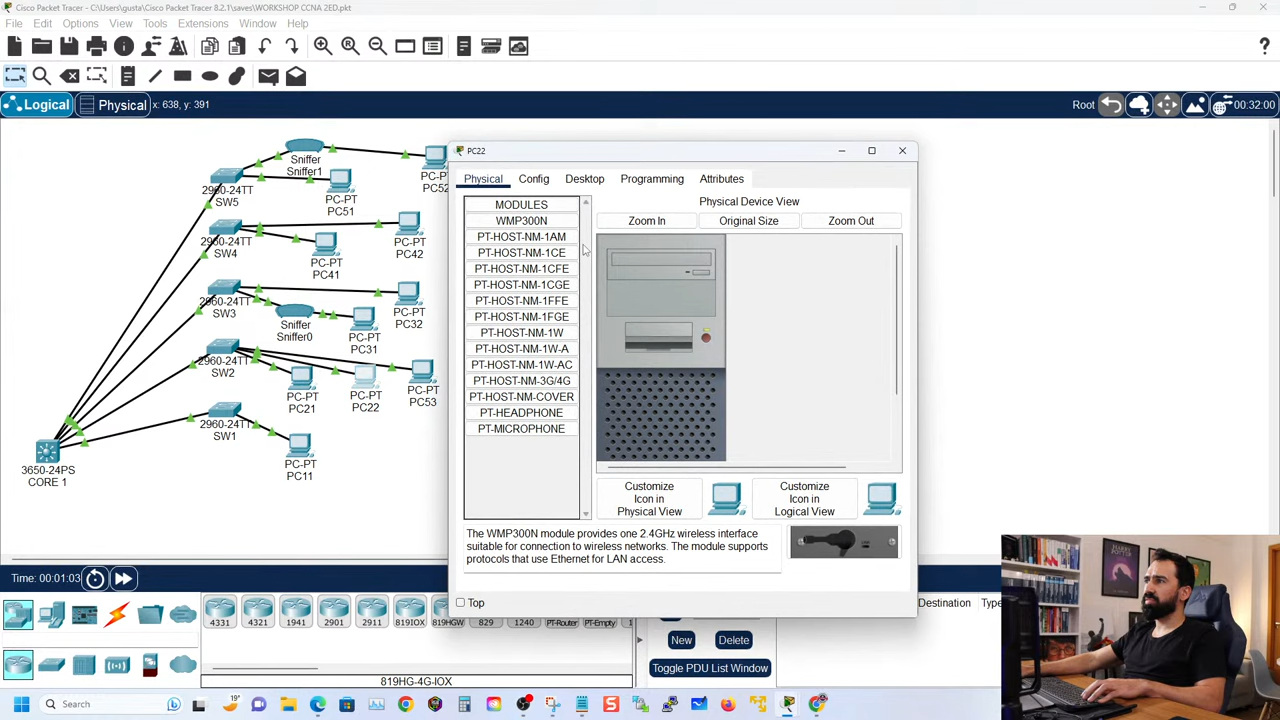 Cisco Packet Tracer - C:\Users\gusta\Cisco Packet Tracer 8.2.1\saves\WORKSHOP CCNA 2ED.pkt
File Edit Options View Tools Extensions Window Help
Logical Physical x: 638, y: 391 Root 00:32:00
Sniffer
Sniffer1
2960-24TT
SW5
PC-PT
PC51
PC52
2960-24TT
SW4
PC-PT
PC41
PC-PT
PC42
2960-24TT
SW3
Sniffer
Sniffer0
PC-PT
PC31
PC-PT
PC32
2960-24TT
SW2
PC-PT
PC21
PC-PT
PC22
PC-PT
PC53
2960-24TT
SW1
PC-PT
PC11
3650-24PS
CORE 1
PC22
Physical Config Desktop Programming Attributes
MODULES
WMP300N
PT-HOST-NM-1AM
PT-HOST-NM-1CE
PT-HOST-NM-1CFE
PT-HOST-NM-1CGE
PT-HOST-NM-1FFE
PT-HOST-NM-1FGE
PT-HOST-NM-1W
PT-HOST-NM-1W-A
PT-HOST-NM-1W-AC
PT-HOST-NM-3G/4G
PT-HOST-NM-COVER
PT-HEADPHONE
PT-MICROPHONE
Physical Device View
Zoom In Original Size Zoom Out
Customize
Icon in
Physical View
Customize
Icon in
Logical View
The WMP300N module provides one 2.4GHz wireless interface
suitable for connection to wireless networks. The module supports
protocols that use Ethernet for LAN access.
Top
Time: 00:01:03
4331 4321 1941 2901 2911 819IOX 819HGW 829 1240 PT-Router PT-Empty
819HG-4G-IOX
New Delete
Toggle PDU List Window
Destination
Search
19°
HARRY